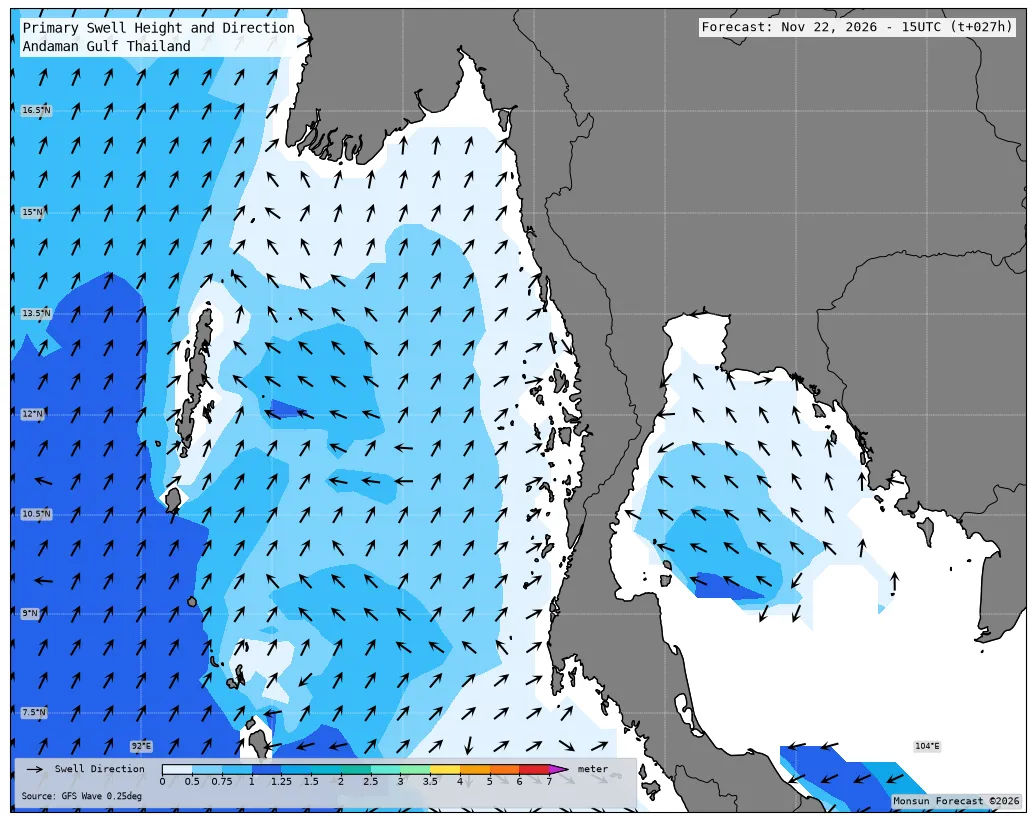 Primary Swell Height and Direction
Andaman Gulf Thailand
Forecast: Nov 22, 2026 - 15UTC (t+027h)
16.5°N
15°N
13.5°N
12°N
10.5°N
9°N
7.5°N
92°E
104°E
Swell Direction
0 0.5 0.75 1 1.25 1.5 2 2.5 3 3.5 4 5 6 7
meter
Source: GFS Wave 0.25deg
Monsun Forecast ©2026